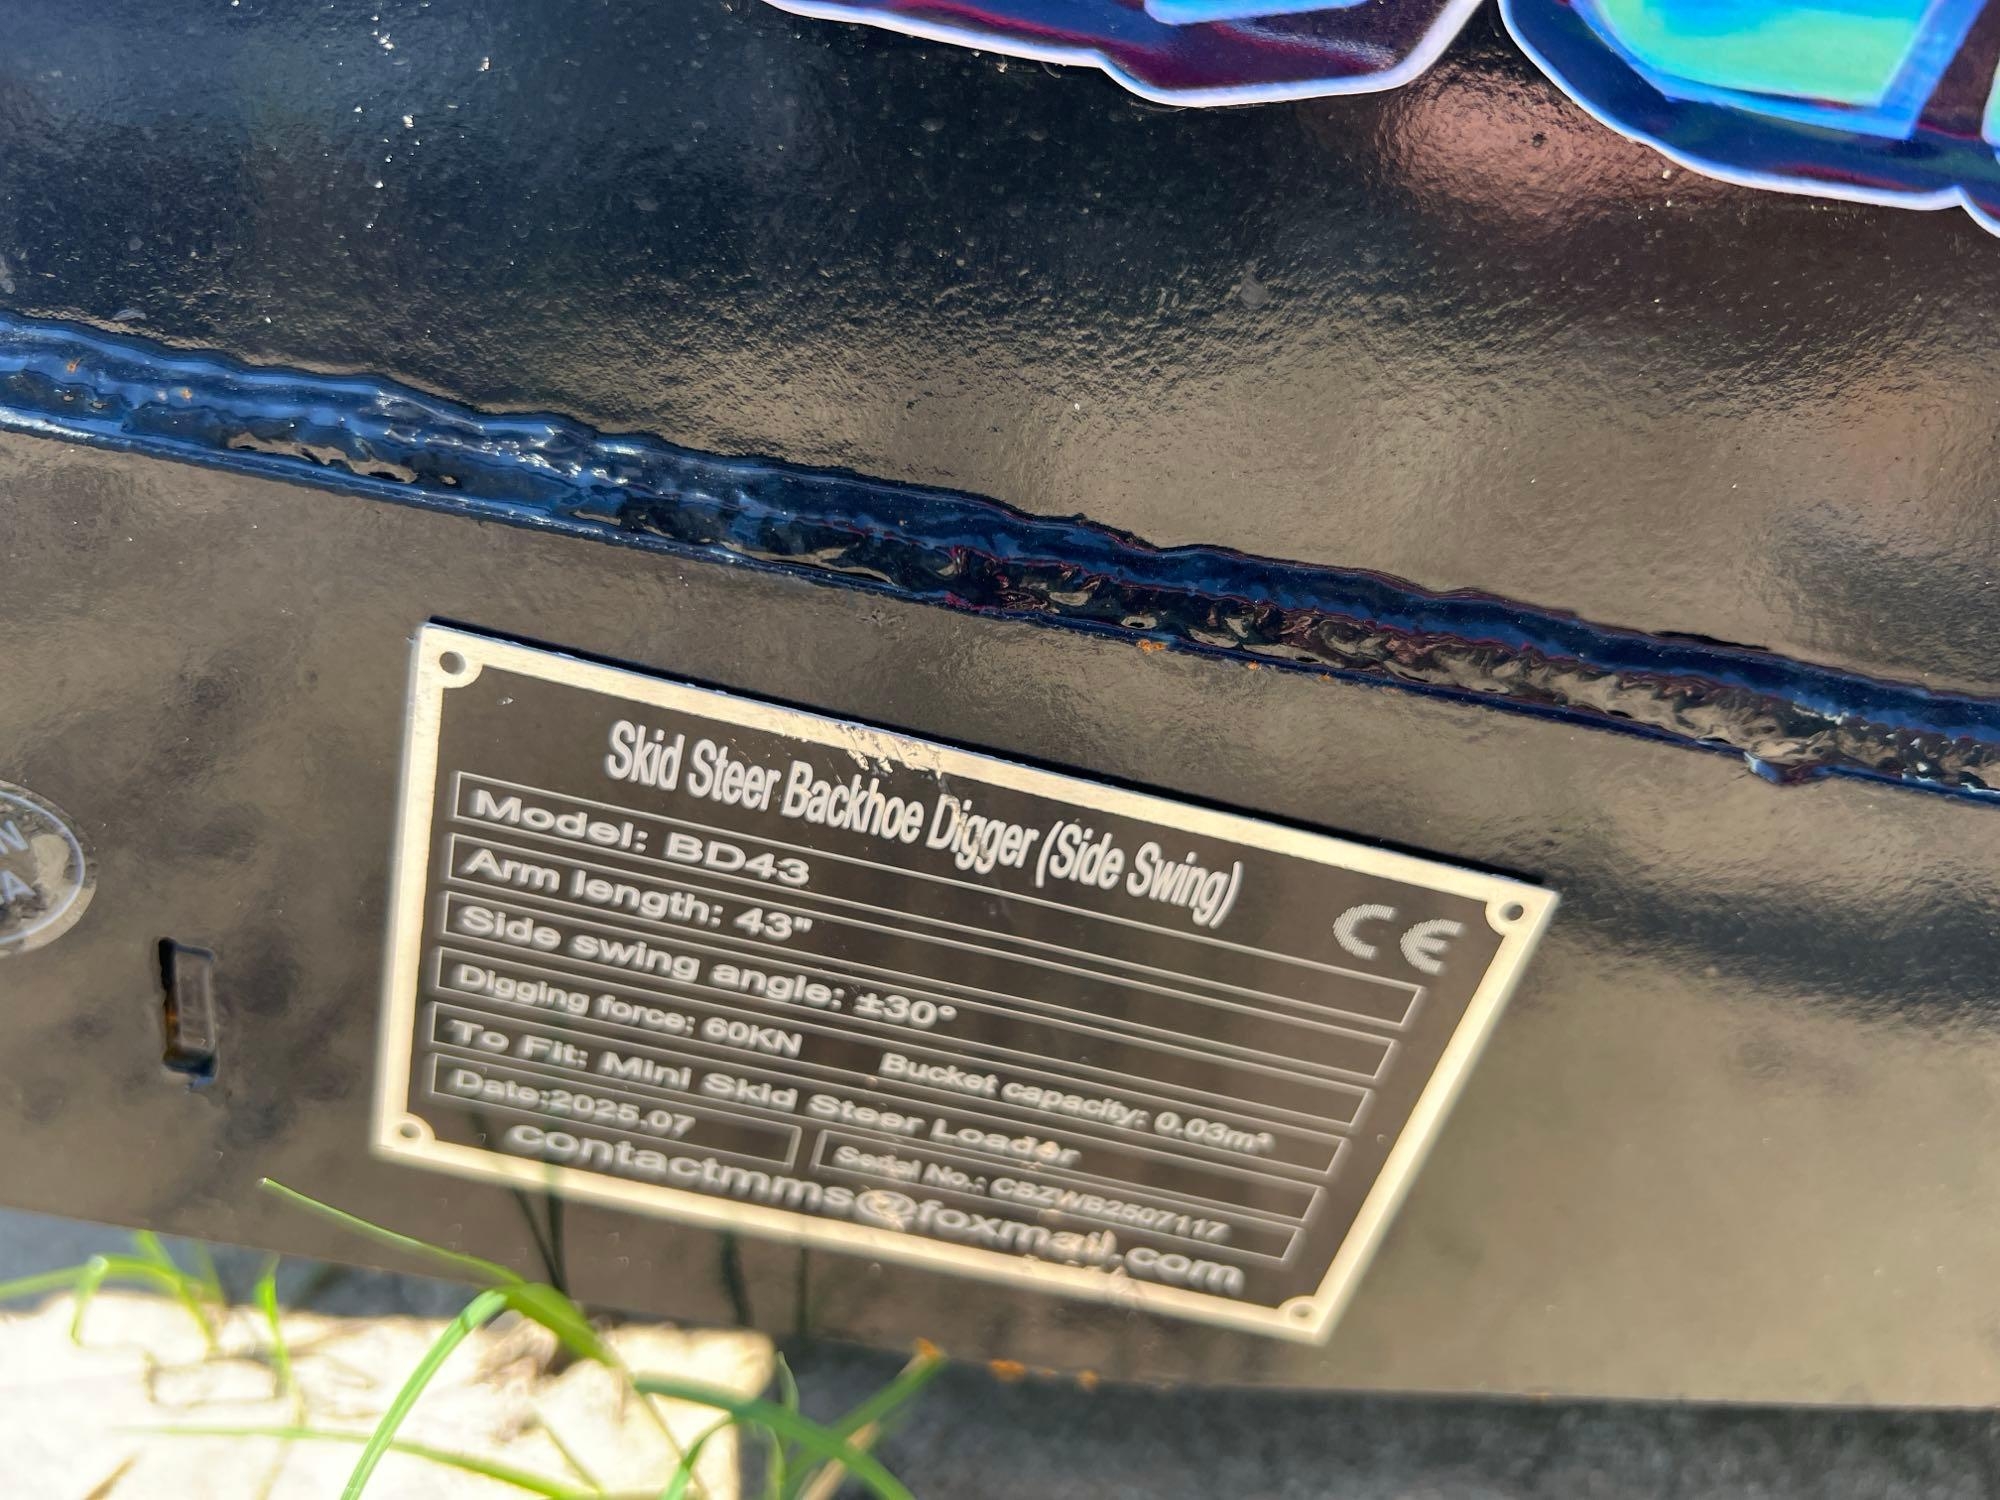 Skid Steer Backhoe Digger (Side Swing)
CE
Model: BD43
Arm length: 43"
Side swing angle: ±30°
Digging force: 60KN Bucket capacity: 0.03m³
To Fit: Mini Skid Steer Loader
Date:2025.07 Serial No.: CBZWB2507117
contactmms@foxmail.com